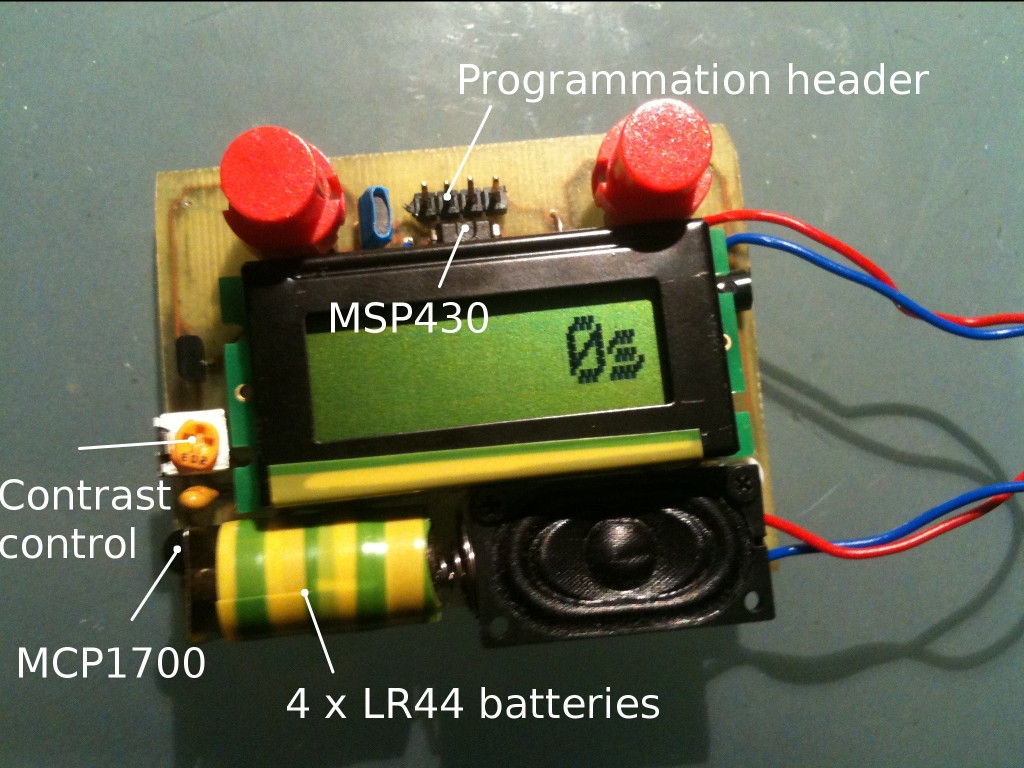 Programmation header
MSP430
0s
Contrast
control
MCP1700
4 x LR44 batteries